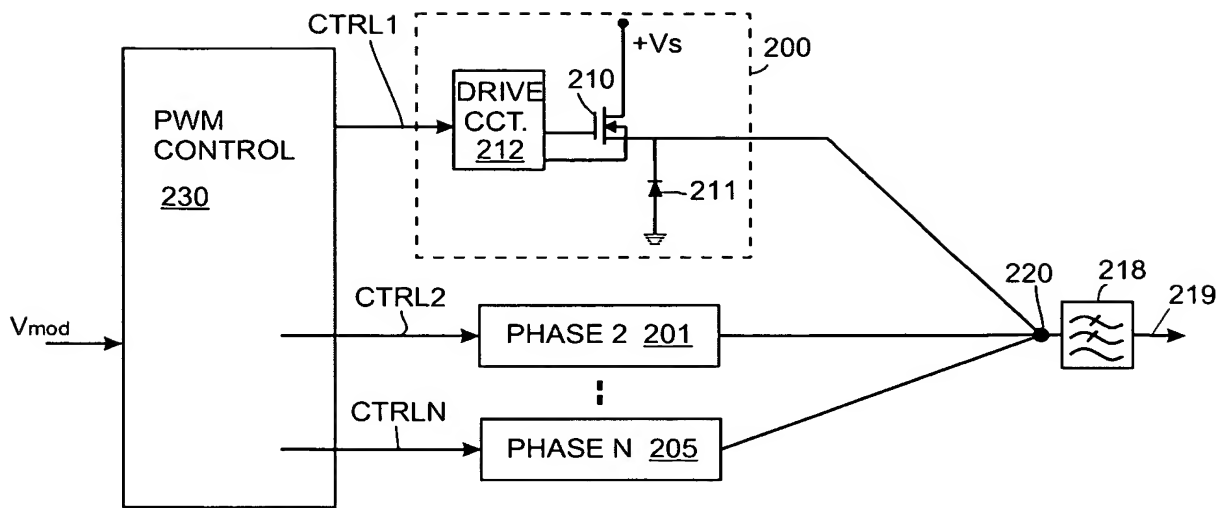 CTRL1
+Vs
200
210
DRIVE
CCT.
212
PWM
CONTROL
230
211
CTRL2
220
218
219
Vmod
PHASE 2 201
CTRLN
PHASE N 205